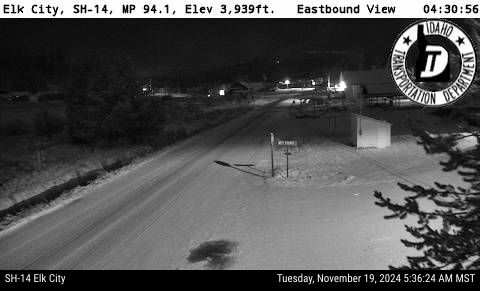 Elk City, SH-14, MP 94.1, Elev 3,939ft.   Eastbound View    04:30:56
IDAHO
TRANSPORTATION DEPARTMENT
SH-14 Elk City
Tuesday, November 19, 2024 5:36:24 AM MST